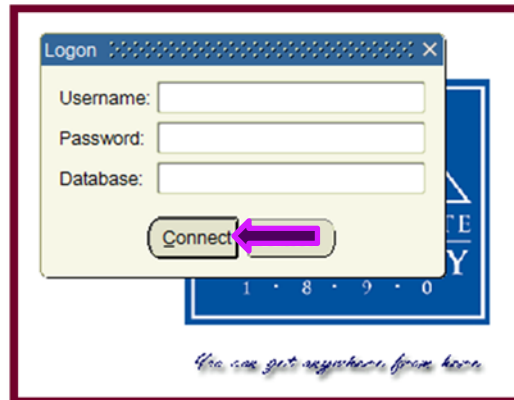 Logon
Username:
Password:
Database:
Connect
TE
Y
1 · 8 · 9 · 0
You can get anywhere from here